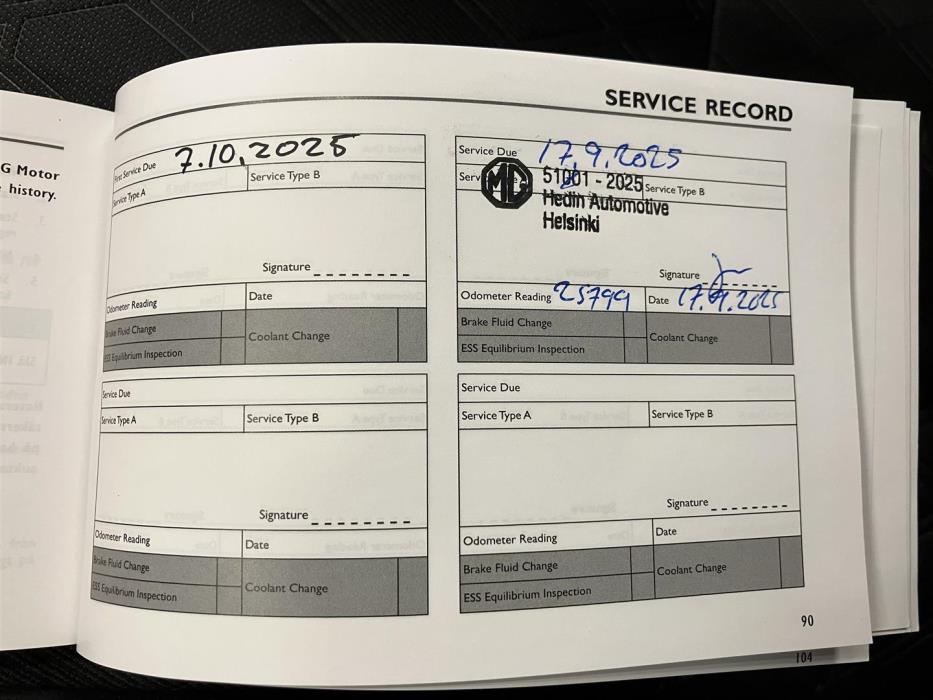 G Motor
history.
SERVICE RECORD
First Service Due 7.10.2025
Service Type A
Service Type B
Signature
Odometer Reading
Date
Brake Fluid Change
Coolant Change
ESS Equilibrium Inspection
Service Due 17.9.2025
MG
51001 - 2025
Service Type B
Hedin Automotive
Helsinki
Signature
Odometer Reading 25799
Date 17.9.2025
Brake Fluid Change
Coolant Change
ESS Equilibrium Inspection
Service Due
Service Type A
Service Type B
Signature
Odometer Reading
Date
Brake Fluid Change
Coolant Change
ESS Equilibrium Inspection
Service Due
Service Type A
Service Type B
Signature
Odometer Reading
Date
Brake Fluid Change
Coolant Change
ESS Equilibrium Inspection
90
104